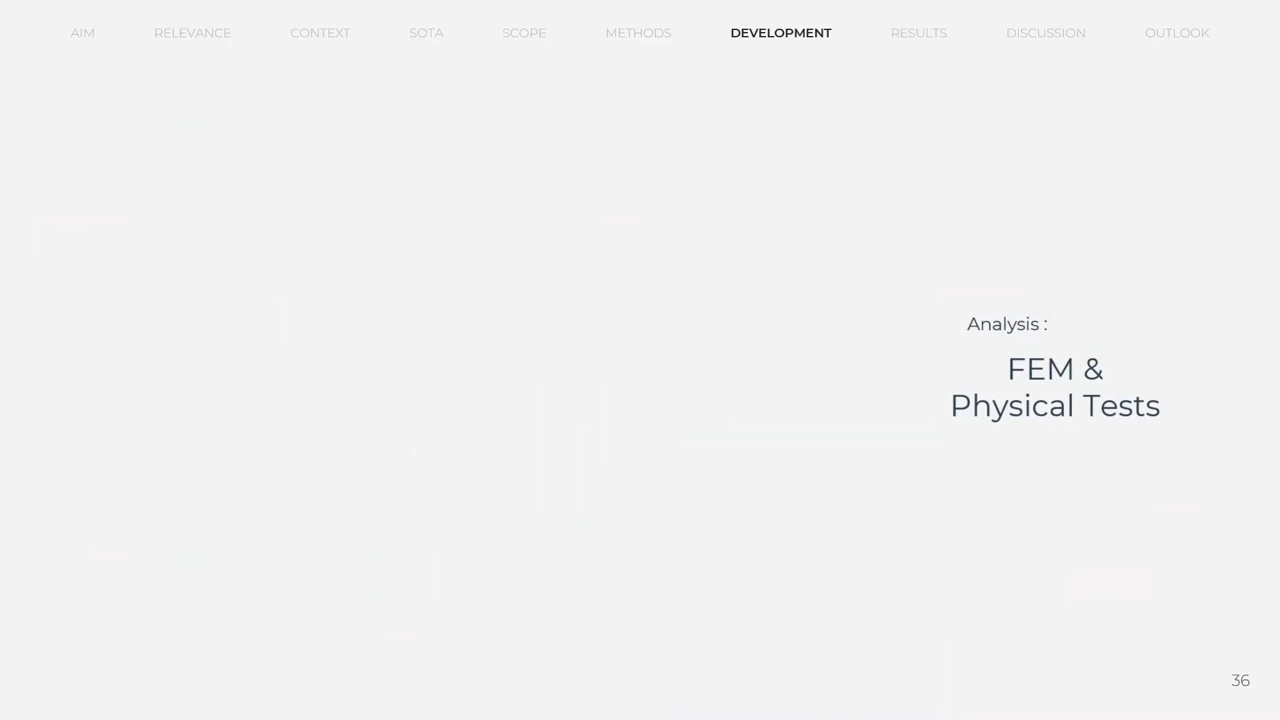 AIM RELEVANCE CONTEXT SOTA SCOPE METHODS DEVELOPMENT RESULTS DISCUSSION OUTLOOK
Analysis :
FEM &
Physical Tests
36